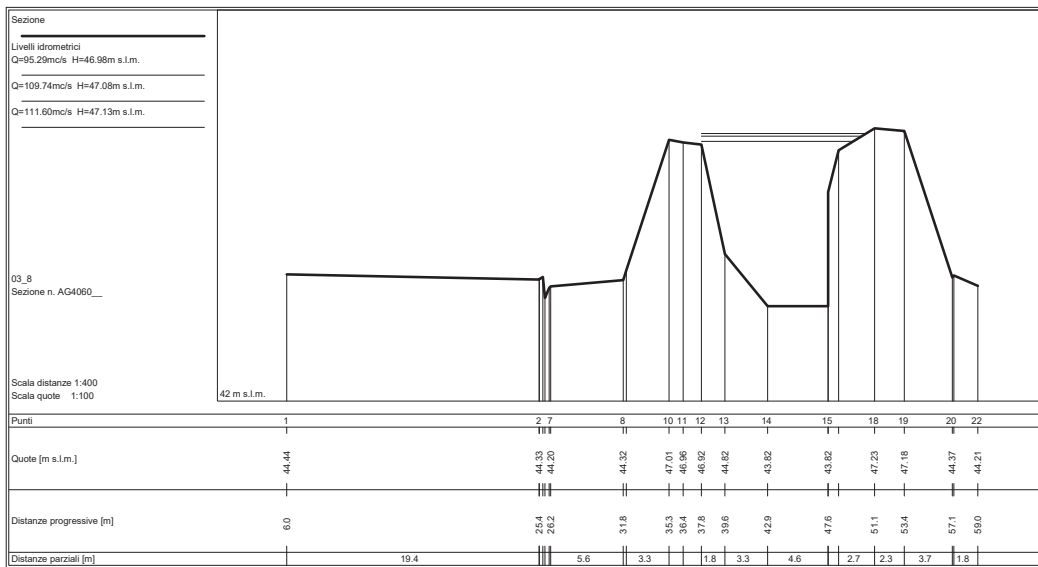 Sezione
Livelli idrometrici
Q=95.29mc/s H=46.98m s.l.m.
Q=109.74mc/s H=47.08m s.l.m.
Q=111.60mc/s H=47.13m s.l.m.
03_8
Sezione n. AG4060__
Scala distanze 1:400
Scala quote 1:100
42 m s.l.m.
Punti 1 2 7 8 10 11 12 13 14 15 18 19 20 22
Quote [m s.l.m.] 44.44 44.33 44.20 44.32 47.01 46.96 46.92 44.82 43.82 43.82 47.23 47.18 44.37 44.21
Distanze progressive [m] 6.0 25.4 26.2 31.8 35.3 36.4 37.8 39.6 42.9 47.6 51.1 53.4 57.1 59.0
Distanze parziali [m] 19.4 5.6 3.3 1.8 3.3 4.6 2.7 2.3 3.7 1.8